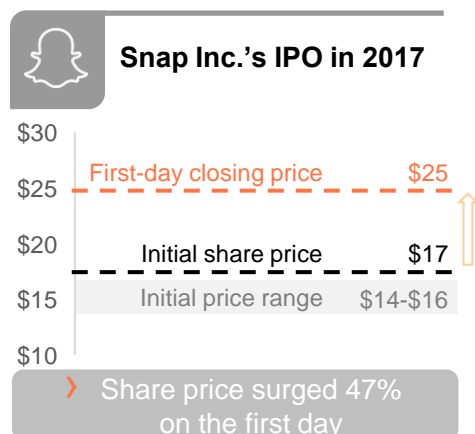 Snap Inc.'s IPO in 2017
$30
First-day closing price $25
$25
$20
Initial share price $17
$15
Initial price range $14-$16
$10
❯ Share price surged 47%
on the first day